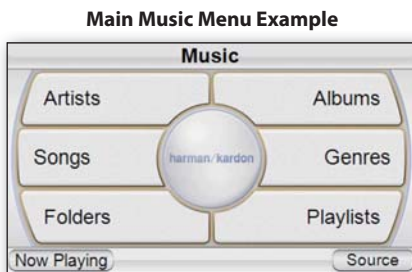 Main Music Menu Example
Music
Artists
Albums
Songs
harman/kardon
Genres
Folders
Playlists
Now Playing
Source